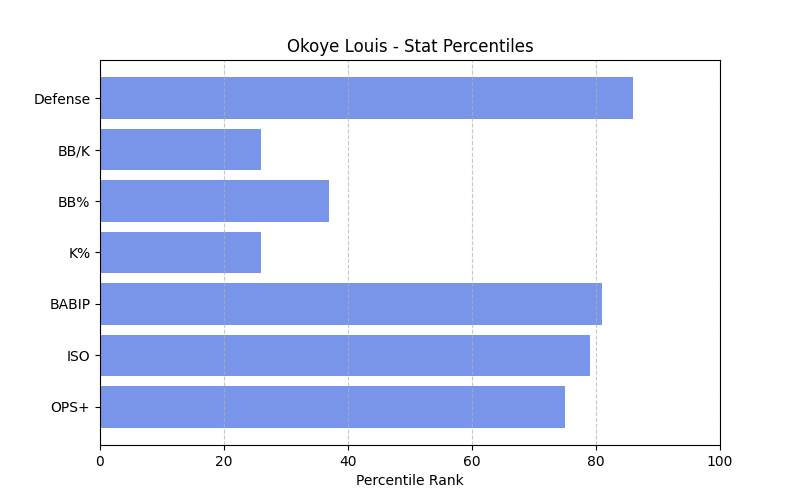 Okoye Louis - Stat Percentiles
Defense
BB/K
BB%
K%
BABIP
ISO
OPS+
0 20 40 60 80 100
Percentile Rank